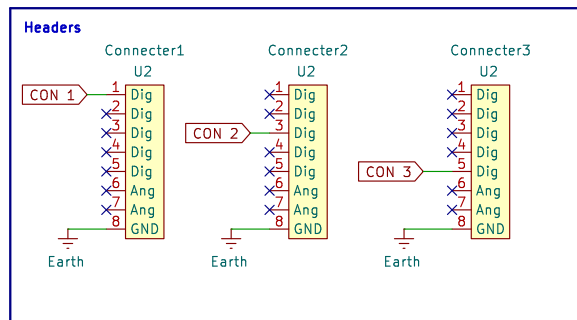 Headers
Connecter1
U2
CON 1
1 Dig
2 Dig
3 Dig
4 Dig
5 Dig
6 Ang
7 Ang
8 GND
Earth
Connecter2
U2
CON 2
1 Dig
2 Dig
3 Dig
4 Dig
5 Dig
6 Ang
7 Ang
8 GND
Earth
Connecter3
U2
CON 3
1 Dig
2 Dig
3 Dig
4 Dig
5 Dig
6 Ang
7 Ang
8 GND
Earth